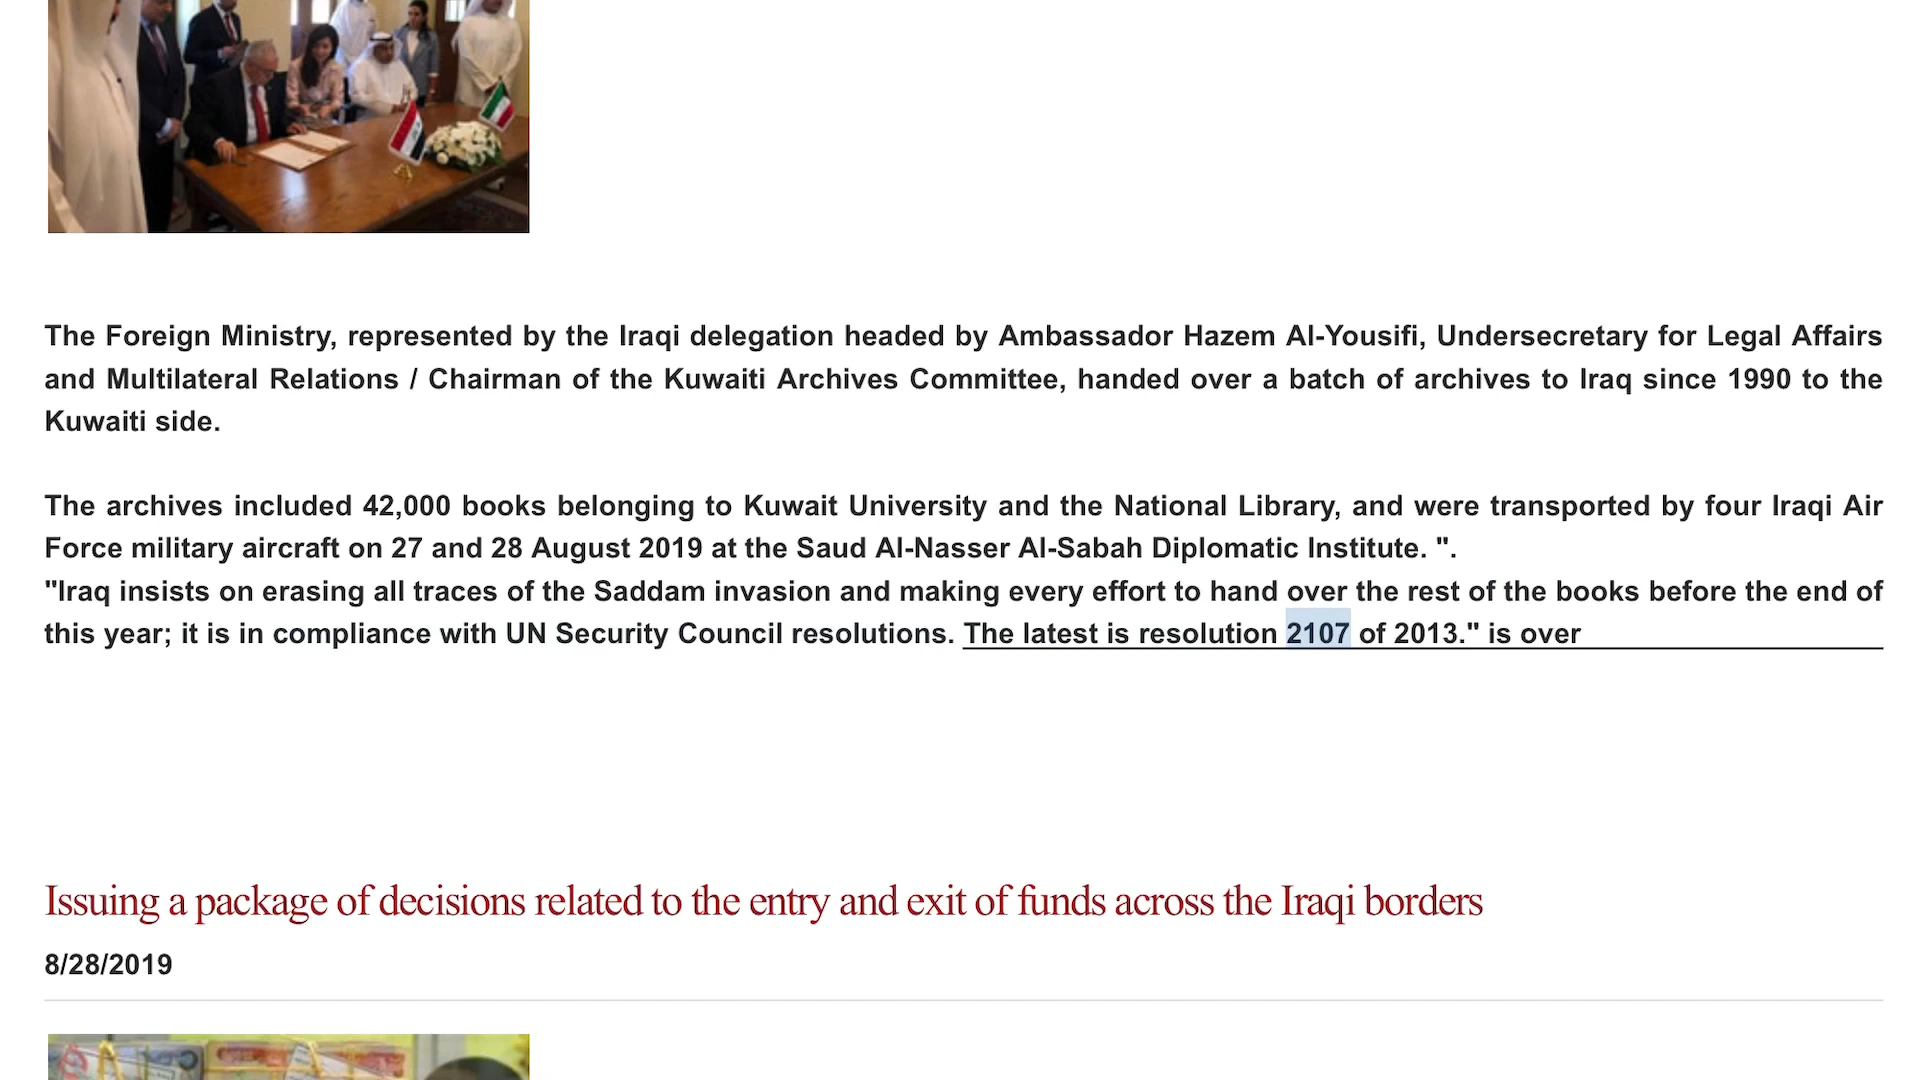 The Foreign Ministry, represented by the Iraqi delegation headed by Ambassador Hazem Al-Yousifi, Undersecretary for Legal Affairs
and Multilateral Relations / Chairman of the Kuwaiti Archives Committee, handed over a batch of archives to Iraq since 1990 to the
Kuwaiti side.
The archives included 42,000 books belonging to Kuwait University and the National Library, and were transported by four Iraqi Air
Force military aircraft on 27 and 28 August 2019 at the Saud Al-Nasser Al-Sabah Diplomatic Institute. ".
"Iraq insists on erasing all traces of the Saddam invasion and making every effort to hand over the rest of the books before the end of
this year; it is in compliance with UN Security Council resolutions. The latest is resolution 2107 of 2013." is over
Issuing a package of decisions related to the entry and exit of funds across the Iraqi borders
8/28/2019